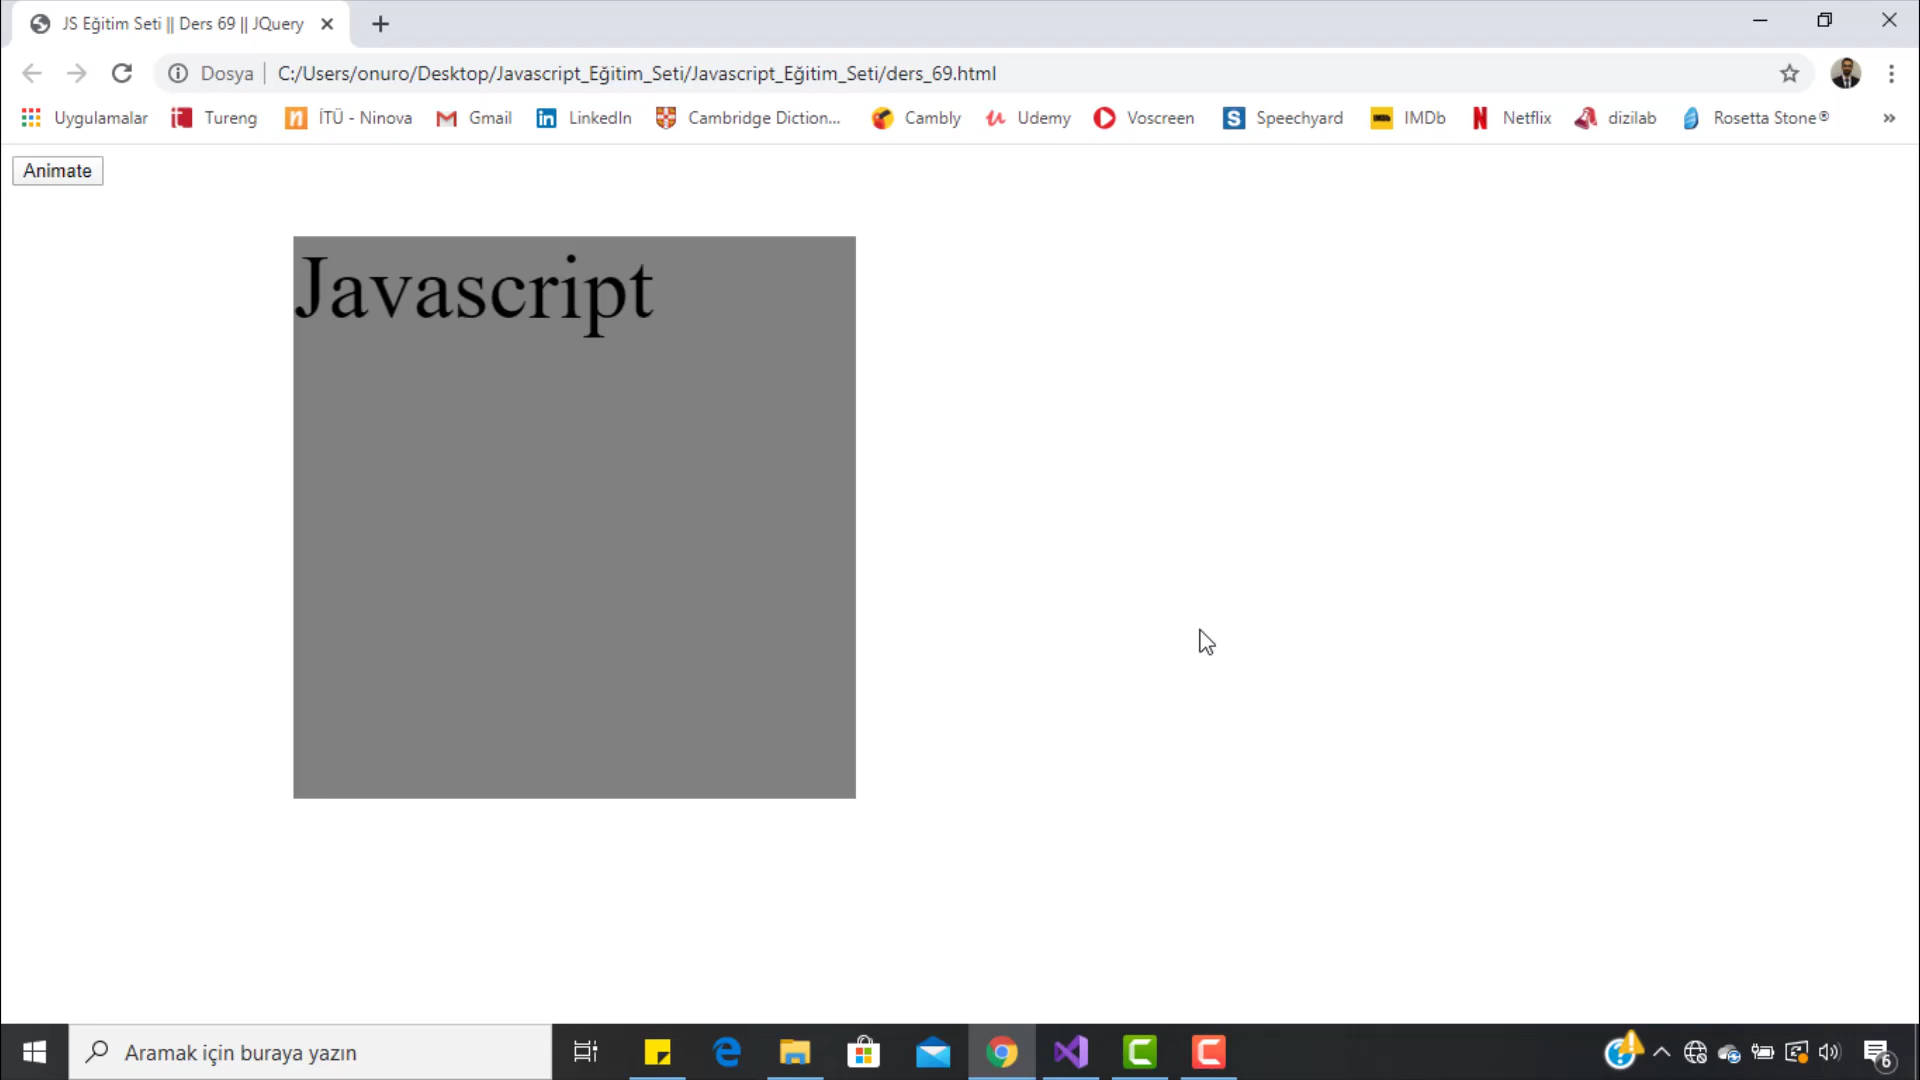 JS Eğitim Seti || Ders 69 || JQuery
Dosya | C:/Users/onuro/Desktop/Javascript_Eğitim_Seti/Javascript_Eğitim_Seti/ders_69.html
Uygulamalar Tureng İTÜ - Ninova Gmail LinkedIn Cambridge Diction... Cambly Udemy Voscreen Speechyard IMDb Netflix dizilab Rosetta Stone® »
Animate
Javascript
Aramak için buraya yazın
6